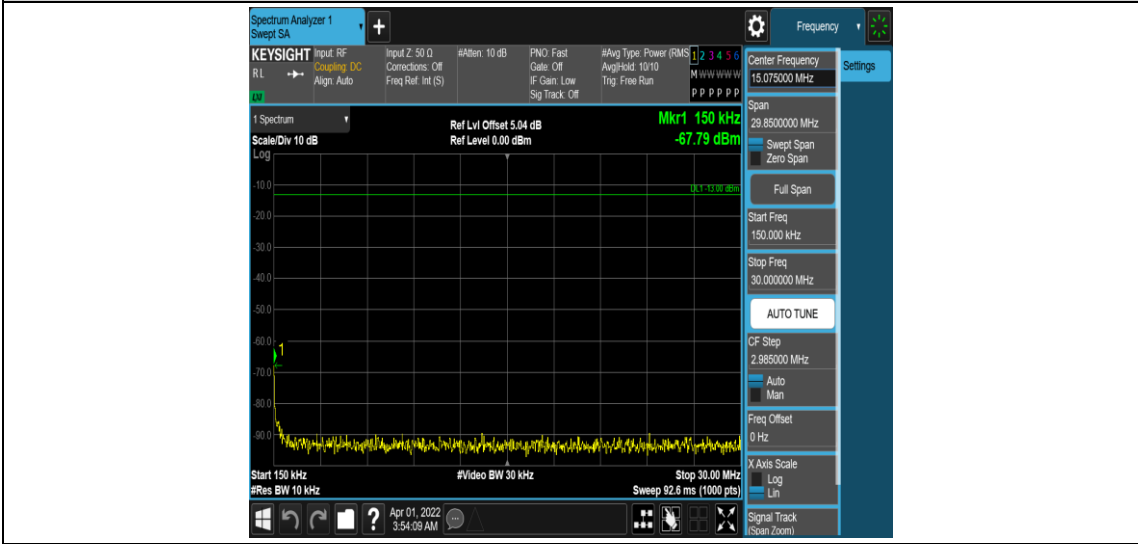 Spectrum Analyzer 1
Swept SA
+
Frequency
KEYSIGHT
RL
Input: RF
Coupling: DC
Align: Auto
Input Z: 50 Ω
Corrections: Off
Freq Ref: Int (S)
#Atten: 10 dB
PNO: Fast
Gate: Off
IF Gain: Low
Sig Track: Off
#Avg Type: Power (RMS
Avg|Hold: 10/10
Trig: Free Run
1 2 3 4 5 6
M W W W W W
P P P P P P
1 Spectrum
Scale/Div 10 dB
Log
Ref Lvl Offset 5.04 dB
Ref Level 0.00 dBm
Mkr1 150 kHz
-67.79 dBm
DL1 -13.00 dBm
-10.0
-20.0
-30.0
-40.0
-50.0
-60.0
1
-70.0
-80.0
-90.0
Start 150 kHz
#Res BW 10 kHz
#Video BW 30 kHz
Stop 30.00 MHz
Sweep 92.6 ms (1000 pts)
Center Frequency
15.075000 MHz
Settings
Span
29.8500000 MHz
Swept Span
Zero Span
Full Span
Start Freq
150.000 kHz
Stop Freq
30.000000 MHz
AUTO TUNE
CF Step
2.985000 MHz
Auto
Man
Freq Offset
0 Hz
X Axis Scale
Log
Lin
Signal Track
(Span Zoom)
?
Apr 01, 2022
3:54:09 AM